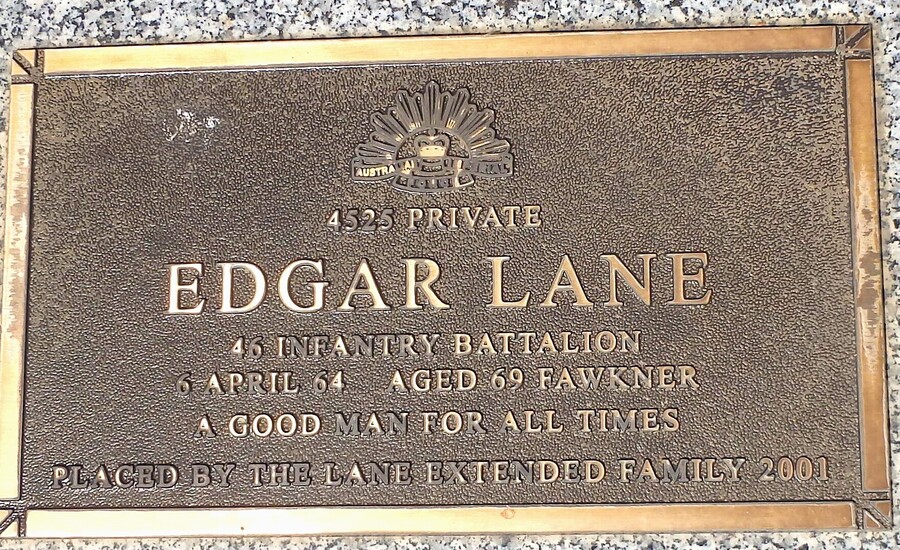 AUSTRA
4525 PRIVATE
EDGAR LANE
46 INFANTRY BATTALION
6 APRIL 64 AGED 69 FAWKNER
A GOOD MAN FOR ALL TIMES
PLACED BY THE LANE EXTENDED FAMILY 2001